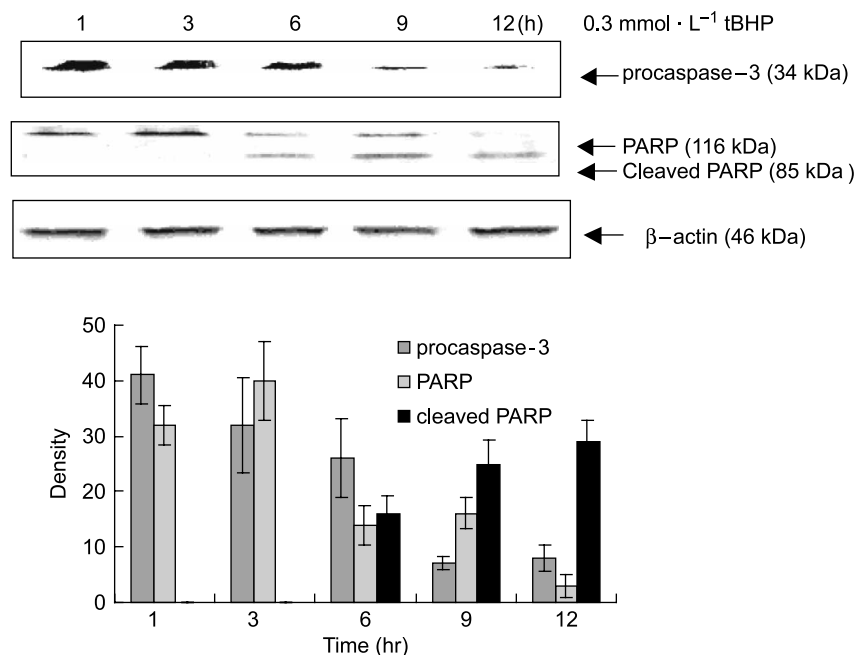 1 3 6 9 12(h) 0.3 mmol · L⁻¹ tBHP
procaspase-3 (34 kDa)
PARP (116 kDa)
Cleaved PARP (85 kDa)
β-actin (46 kDa)
50
40
30
20
10
0
Density
procaspase-3
PARP
cleaved PARP
1 3 6 9 12
Time (hr)